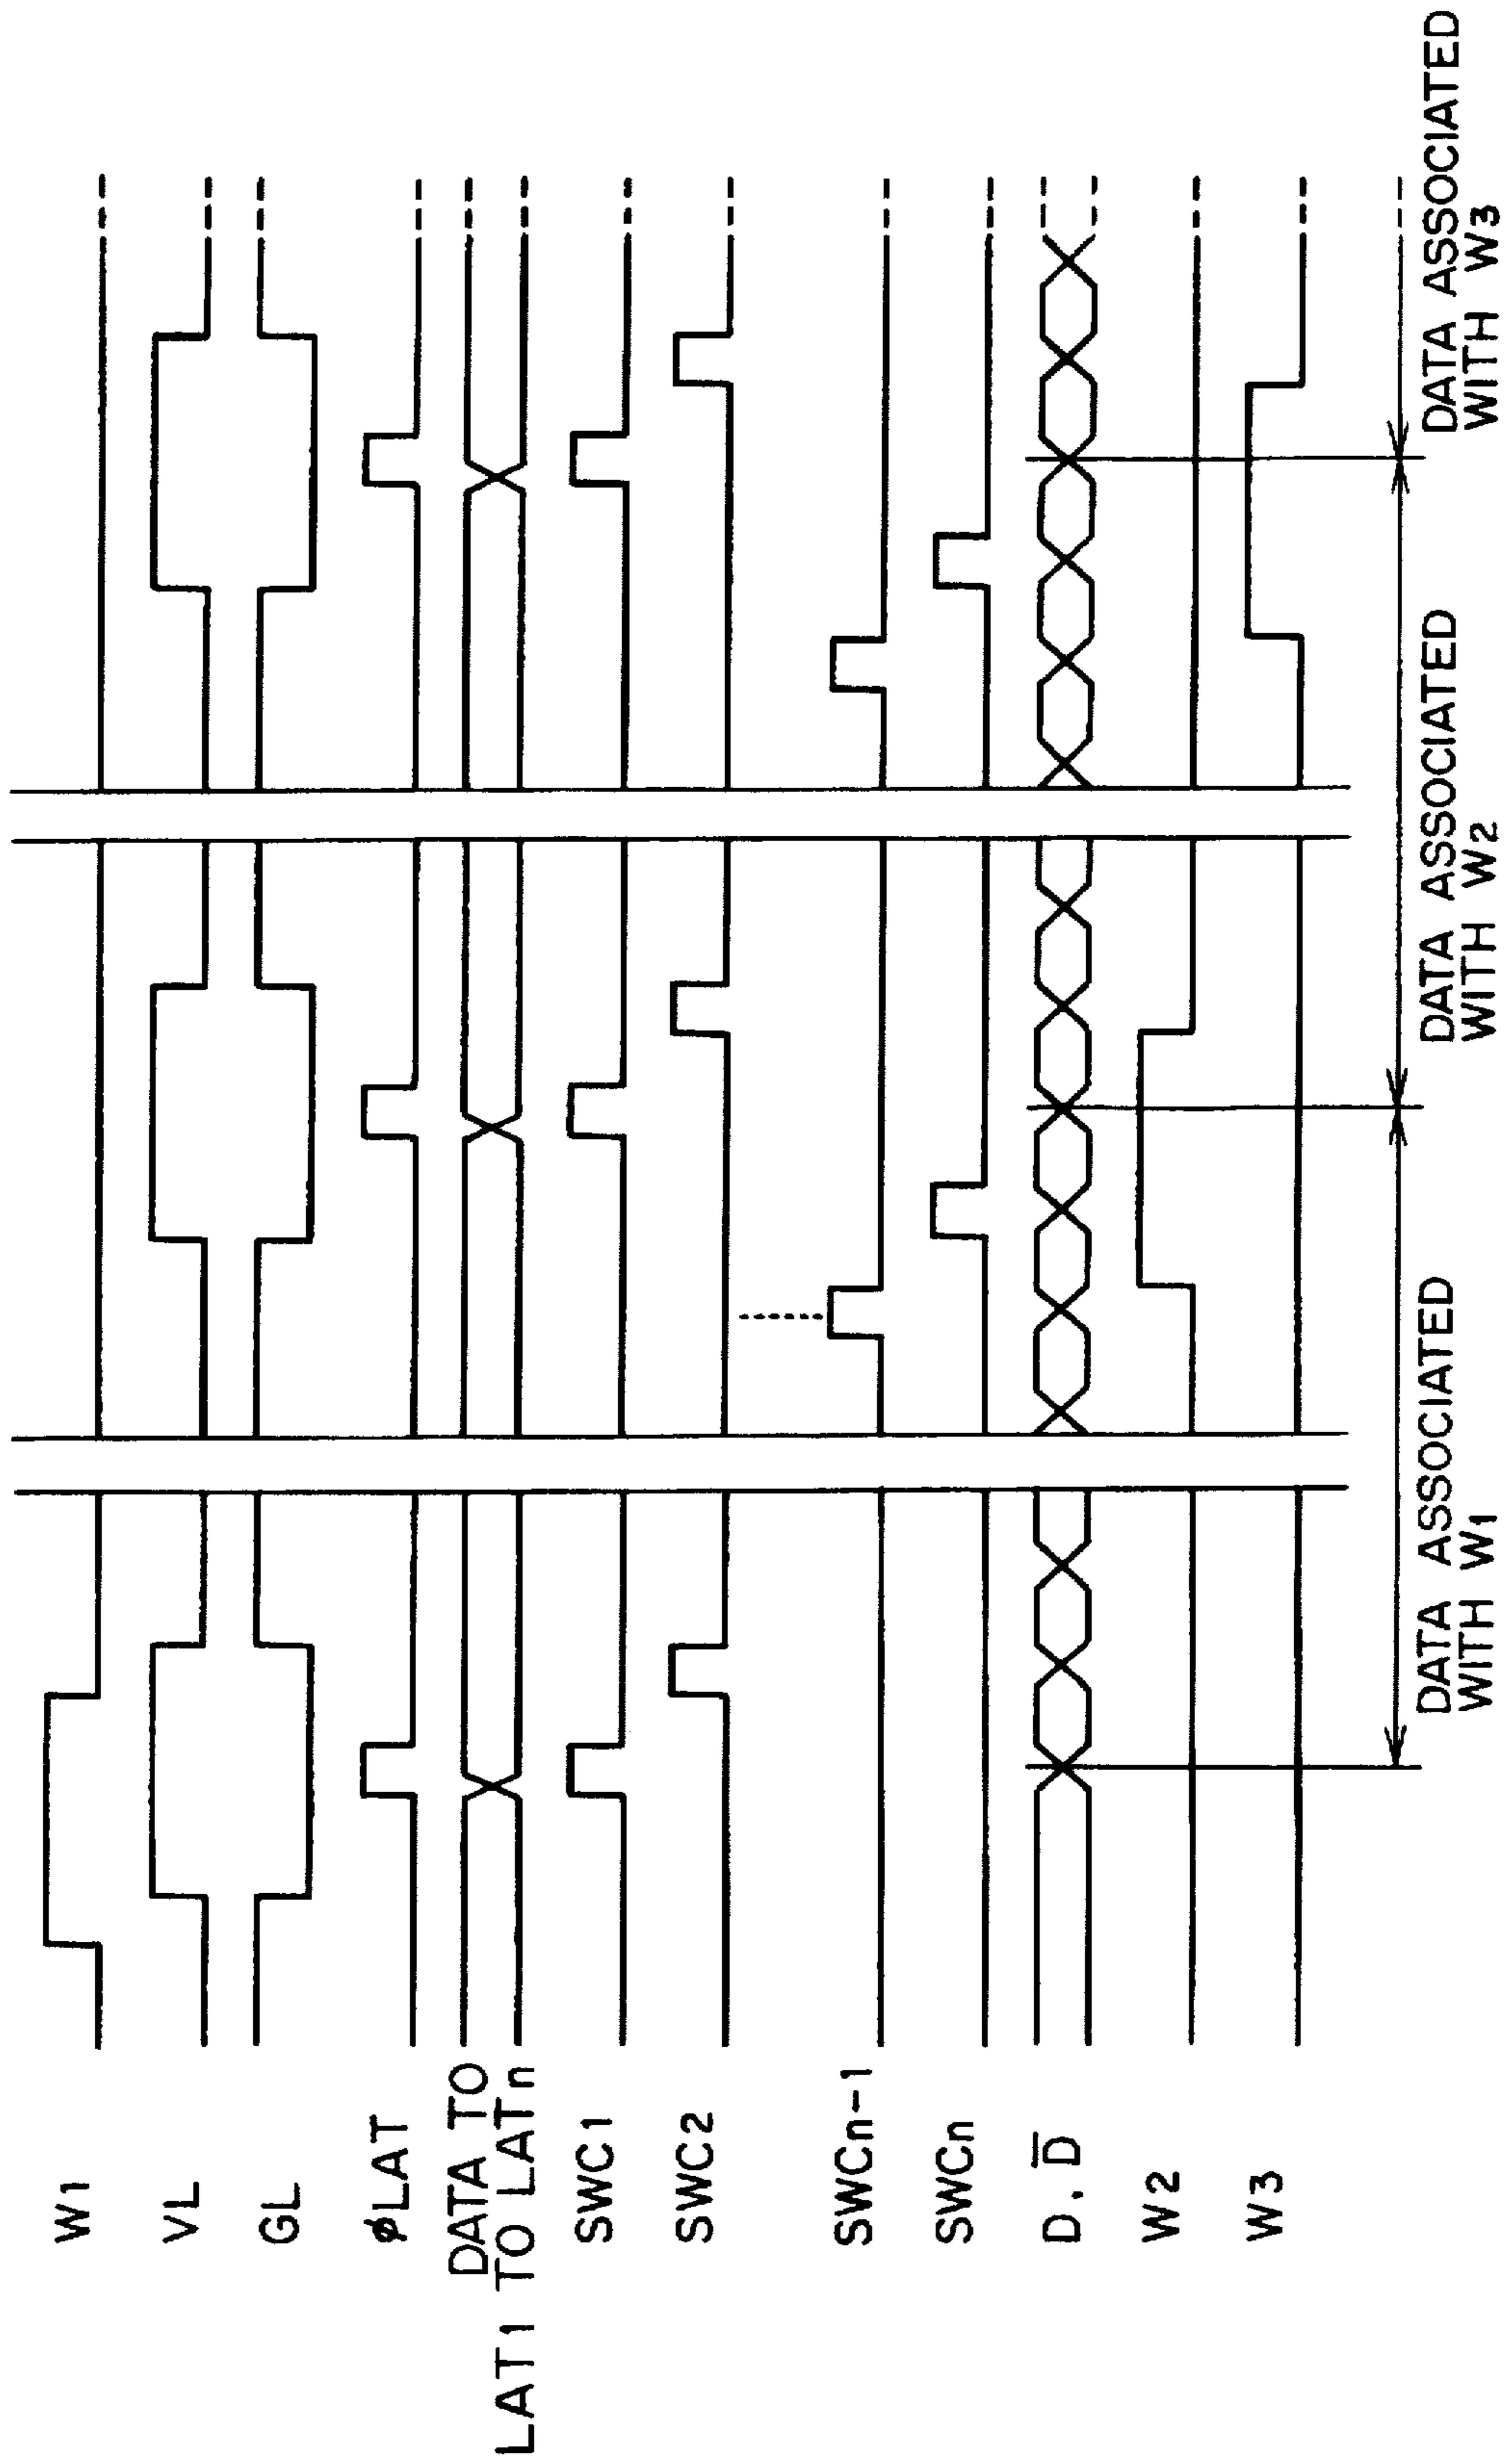 W1
VL
GL
φLAT
DATA TO
LAT1 TO LATn
SWC1
SWC2
SWCn-1
SWCn
D. D̅
W2
W3
DATA ASSOCIATED
WITH W1
DATA ASSOCIATED
WITH W2
DATA ASSOCIATED
WITH W3